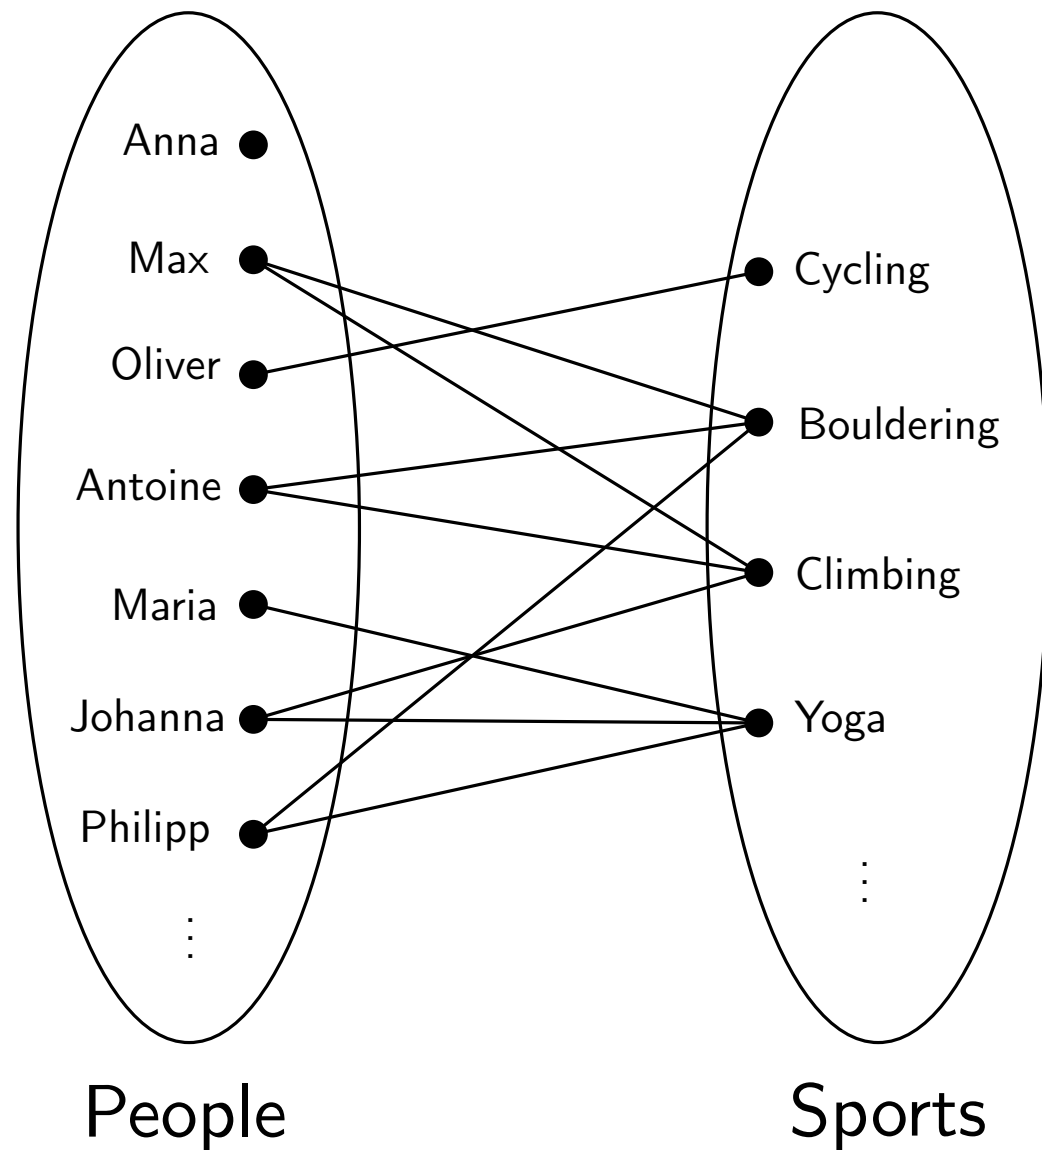 Anna
Max
Oliver
Antoine
Maria
Johanna
Philipp
⋮
People
Cycling
Bouldering
Climbing
Yoga
⋮
Sports